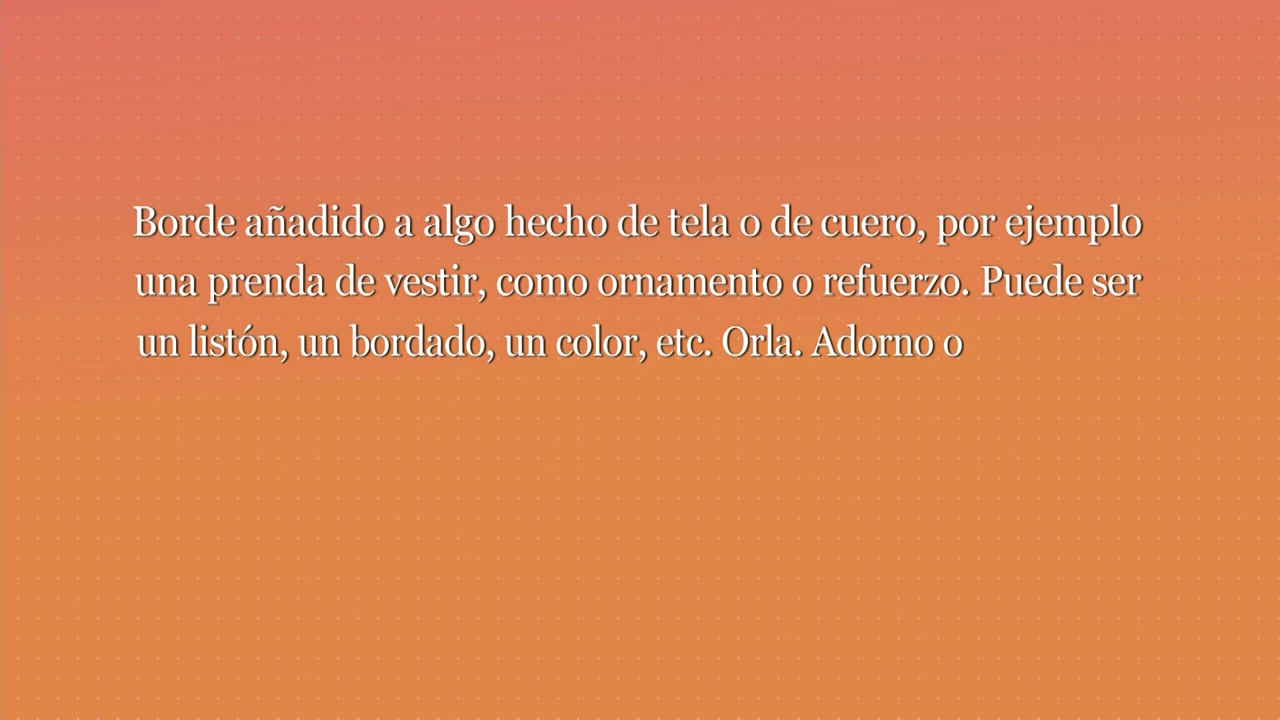 Borde añadido a algo hecho de tela o de cuero, por ejemplo
una prenda de vestir, como ornamento o refuerzo. Puede ser
un listón, un bordado, un color, etc. Orla. Adorno o